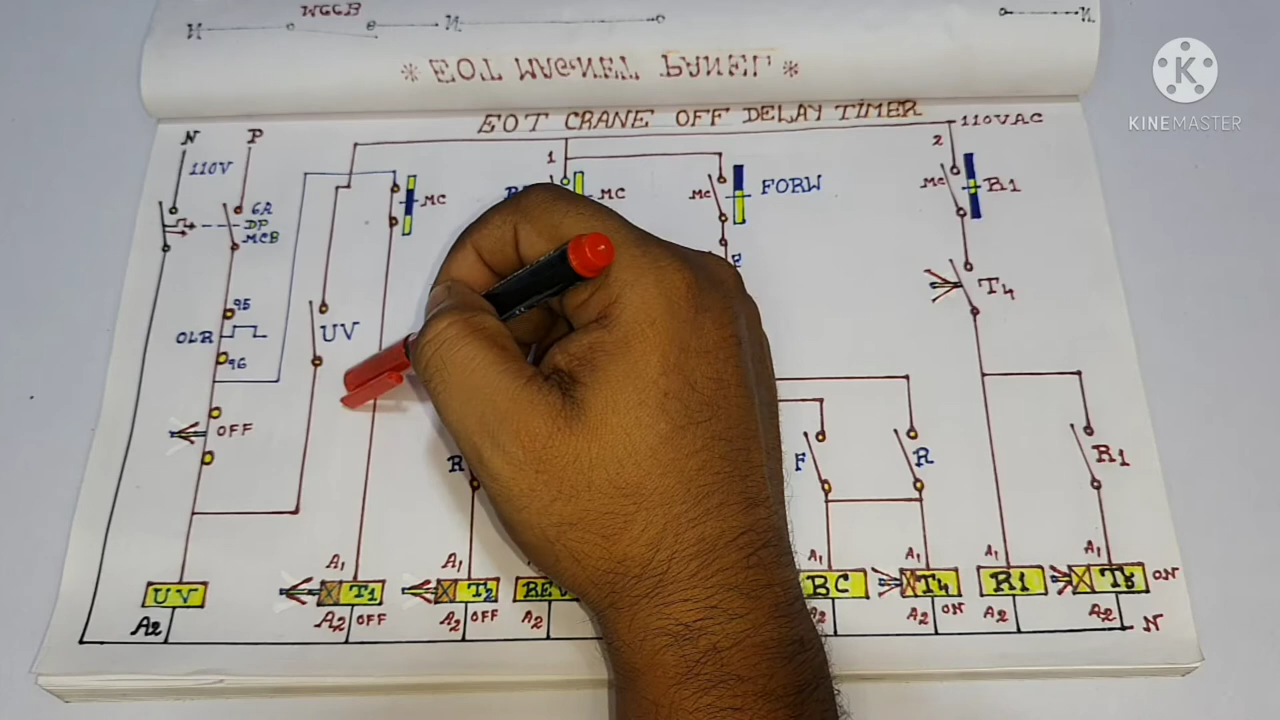 MCCB
N
N
N
* EOT MAGNET PANEL *
EOT CRANE OFF DELAY TIMER
110VAC
N
P
110V
6A
DP
MCB
1
2
MC
MC
MC
FORW
MC
R1
95
OLR
96
UV
T4
OFF
R
F
R
R1
A1
A1
A1
A1
A1
A1
UV
T1
T2
REV
BC
T4
R1
ON
A2
A2
OFF
A2
OFF
A2
A2
A2
ON
A2
A2
N
K
KINEMASTER